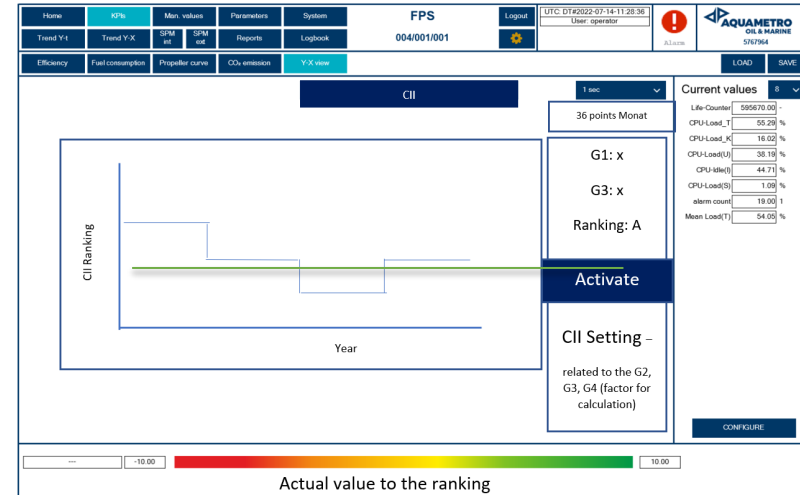 Home
KPIs
Man. values
Parameters
System
FPS
Logout
UTC: DT#2022-07-14-11:28:36
User: operator
Trend Y-t
Trend Y-X
SPM int
SPM ext
Reports
Logbook
004/001/001
Alarm
AQUAMETRO
OIL & MARINE
5767964
Efficiency
Fuel consumption
Propeller curve
CO₂ emission
Y-X view
LOAD
SAVE
CII
1 sec
Current values
8
36 points Monat
Life-Counter 595670.00 -
CPU-Load_T 55.29 %
CPU-Load_K 16.02 %
CPU-Load(U) 38.19 %
CPU-Idle(I) 44.71 %
CPU-Load(S) 1.09 %
alarm count 19.00 1
Mean Load(T) 54.05 %
G1: x
G3: x
Ranking: A
Activate
CII Setting –
related to the G2,
G3, G4 (factor for
calculation)
CII Ranking
Year
CONFIGURE
---
-10.00
10.00
Actual value to the ranking